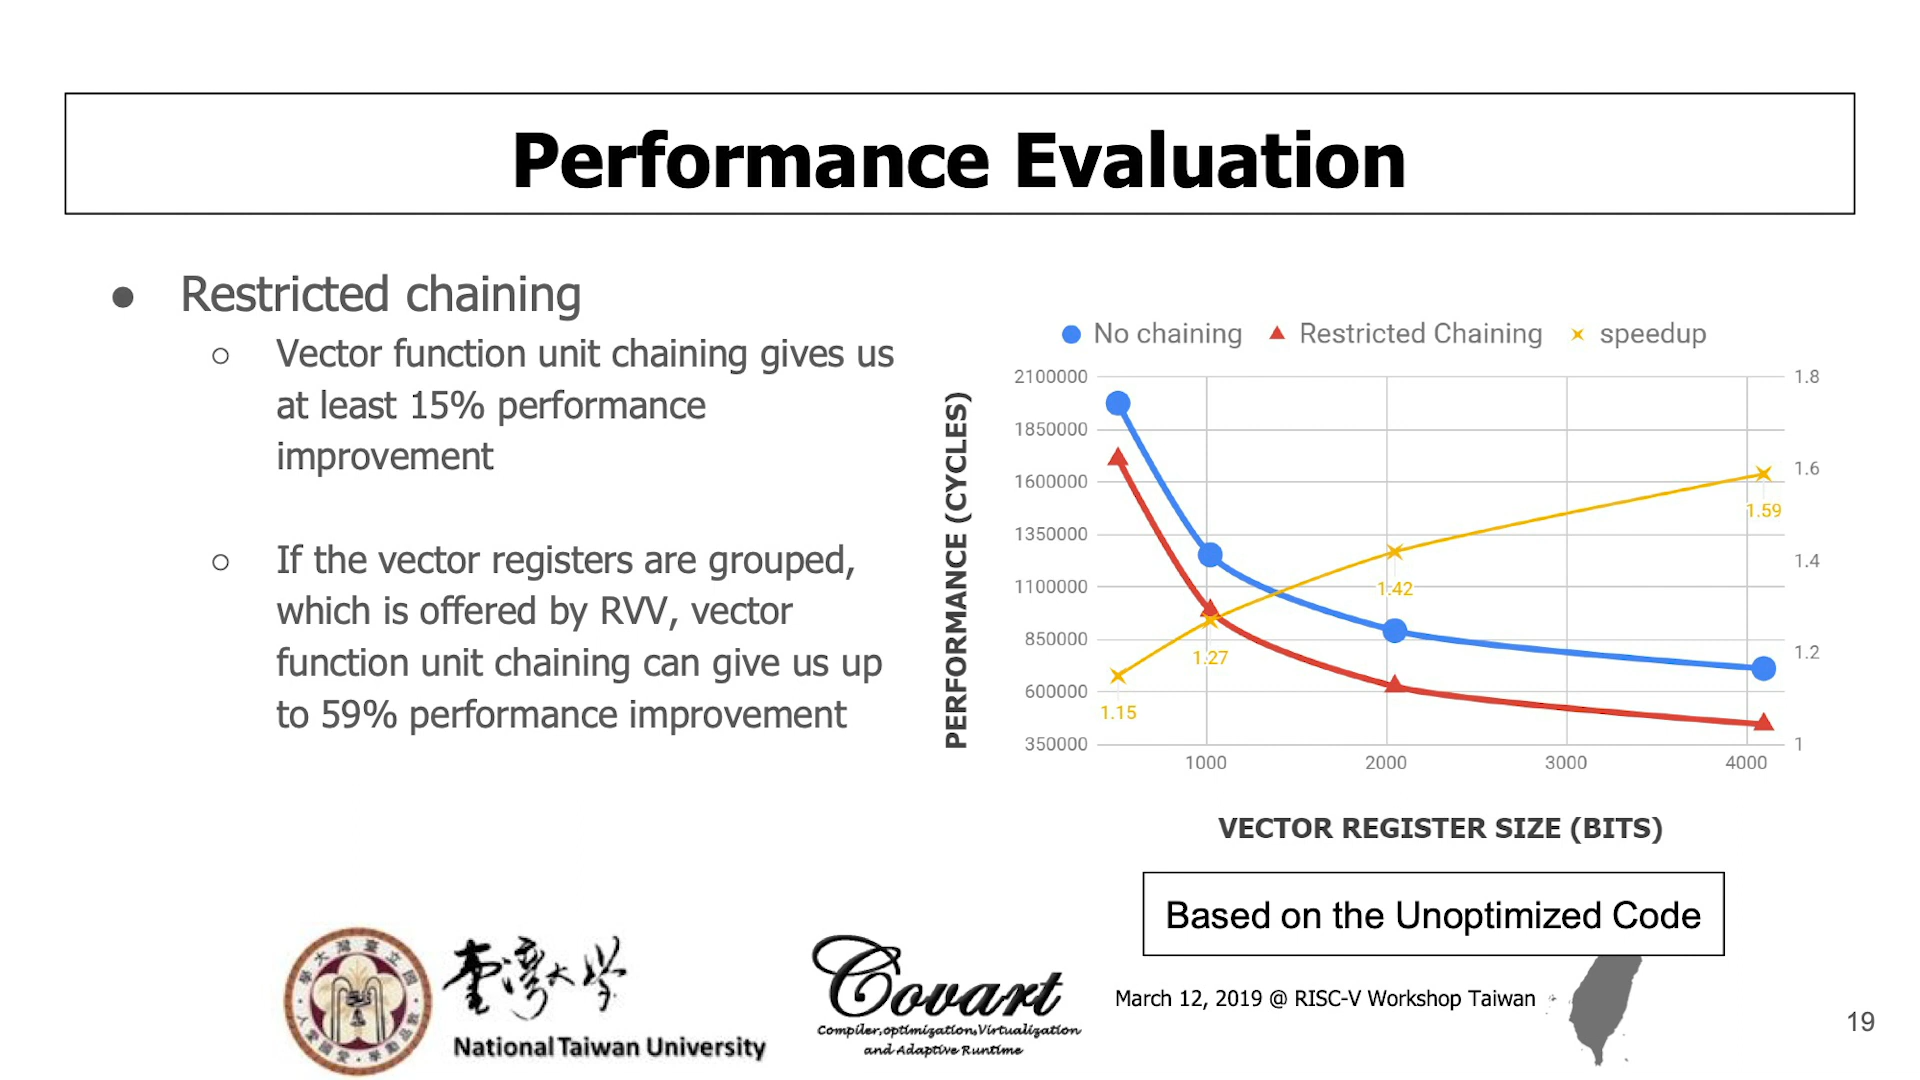 Performance Evaluation
● Restricted chaining
○ Vector function unit chaining gives us
at least 15% performance
improvement
○ If the vector registers are grouped,
which is offered by RVV, vector
function unit chaining can give us up
to 59% performance improvement
No chaining Restricted Chaining speedup
PERFORMANCE (CYCLES)
2100000
1850000
1600000
1350000
1100000
850000
600000
350000
1.8
1.6
1.4
1.2
1
1.15
1.27
1.42
1.59
1000 2000 3000 4000
VECTOR REGISTER SIZE (BITS)
Based on the Unoptimized Code
臺灣大學
National Taiwan University
Covart
Compiler,optimization,Virtualization
and Adaptive Runtime
March 12, 2019 @ RISC-V Workshop Taiwan
19